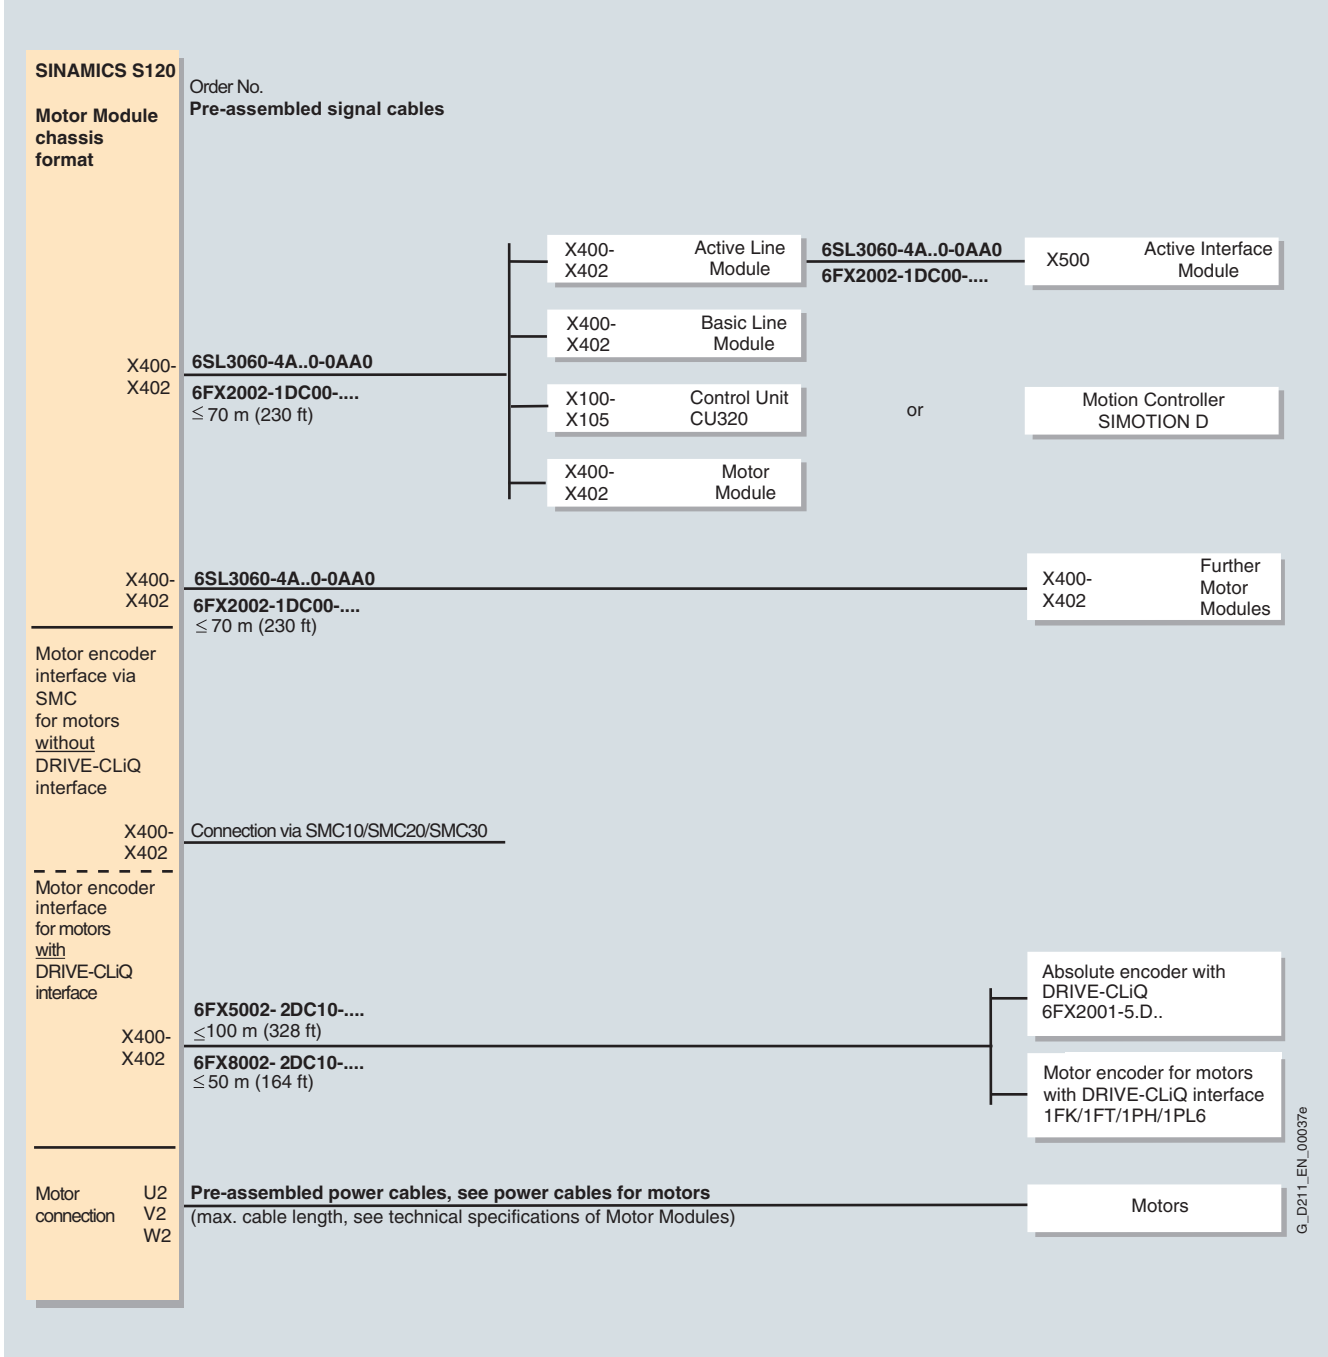 SINAMICS S120
Motor Module
chassis
format
Order No.
Pre-assembled signal cables
X400-
X402
6SL3060-4A..0-0AA0
6FX2002-1DC00-....
≤ 70 m (230 ft)
X400-
X402
Active Line
Module
6SL3060-4A..0-0AA0
6FX2002-1DC00-....
X500
Active Interface
Module
X400-
X402
Basic Line
Module
X100-
X105
Control Unit
CU320
or
Motion Controller
SIMOTION D
X400-
X402
Motor
Module
X400-
X402
6SL3060-4A..0-0AA0
6FX2002-1DC00-....
≤ 70 m (230 ft)
X400-
X402
Further
Motor
Modules
Motor encoder
interface via
SMC
for motors
without
DRIVE-CLiQ
interface
X400-
X402
Connection via SMC10/SMC20/SMC30
Motor encoder
interface
for motors
with
DRIVE-CLiQ
interface
X400-
X402
6FX5002- 2DC10-....
≤100 m (328 ft)
6FX8002- 2DC10-....
≤ 50 m (164 ft)
Absolute encoder with
DRIVE-CLiQ
6FX2001-5.D..
Motor encoder for motors
with DRIVE-CLiQ interface
1FK/1FT/1PH/1PL6
Motor
connection
U2
V2
W2
Pre-assembled power cables, see power cables for motors
(max. cable length, see technical specifications of Motor Modules)
Motors
G_D211_EN_00037e